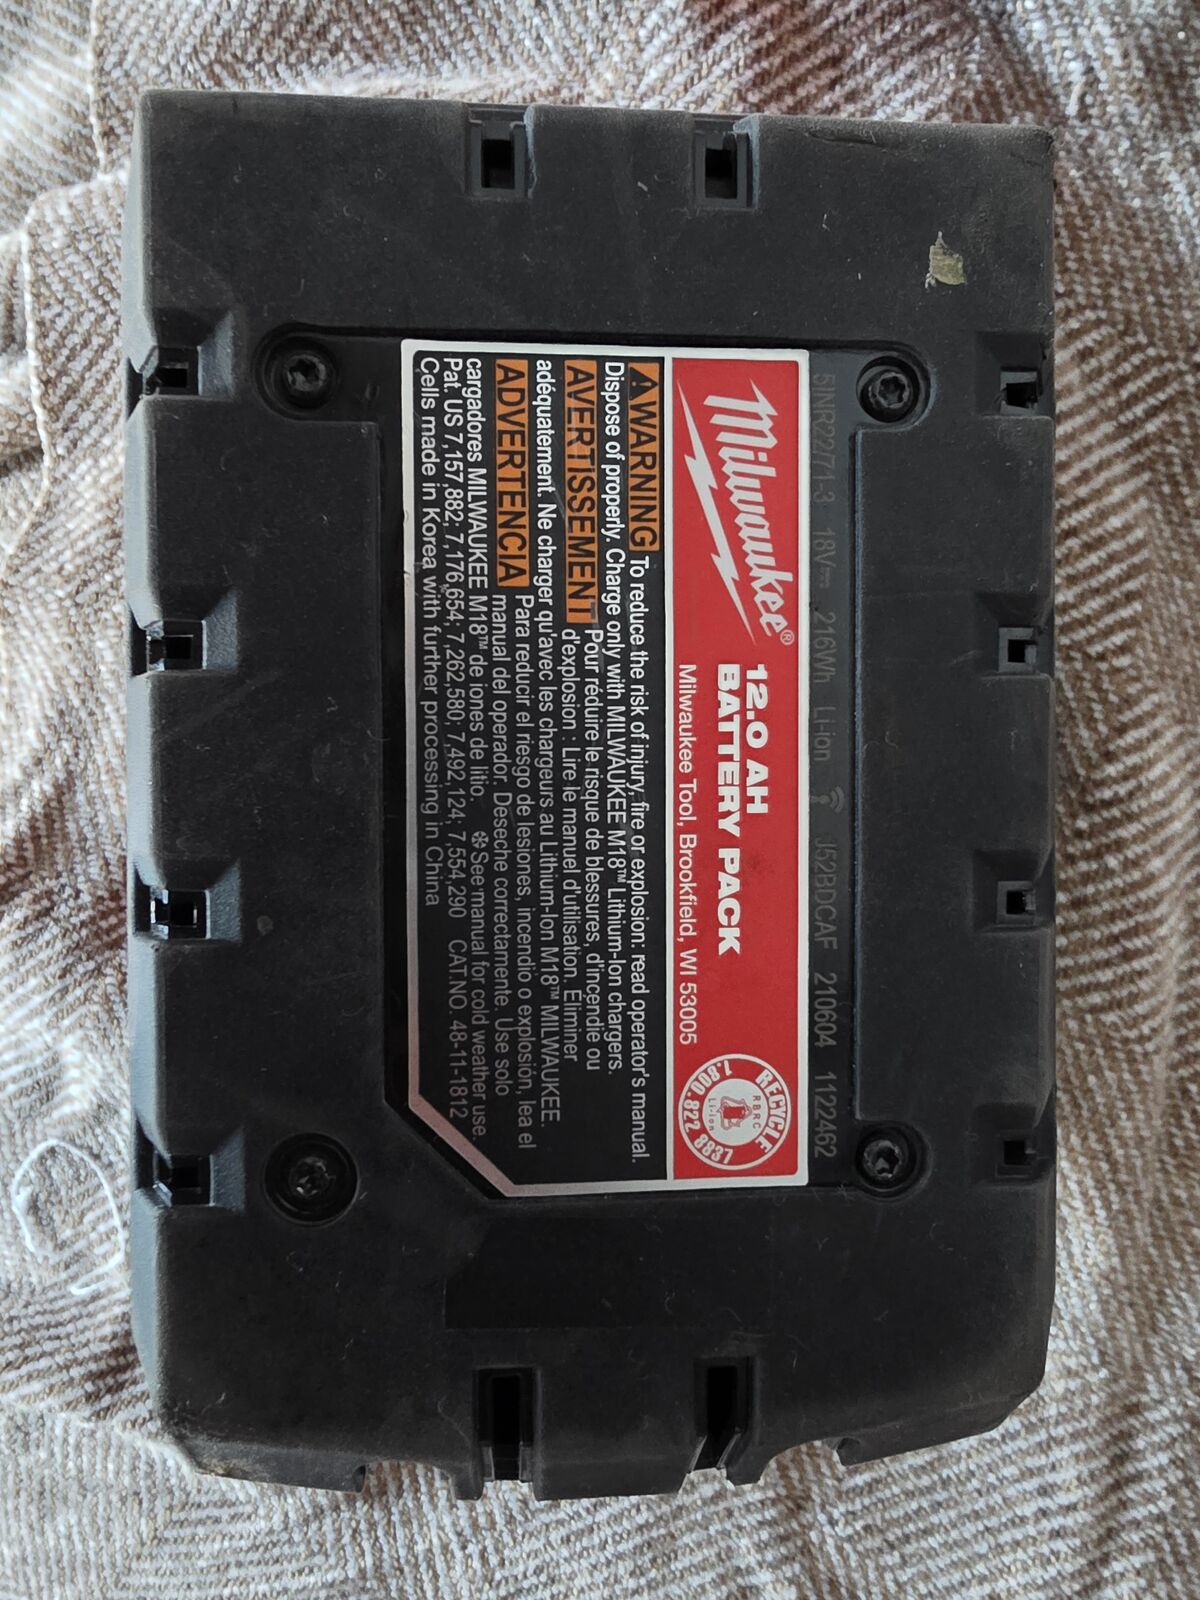 5INR22/71-3 18V⎓ 216Wh Li-ion J52BDCAF 210604 1122462
Milwaukee®
12.0 AH
BATTERY PACK
Milwaukee Tool, Brookfield, WI 53005
RECYCLE
RBRC
Li-ion
1.800.822.8837
⚠WARNING To reduce the risk of injury, fire or explosion: read operator's manual.
Dispose of properly. Charge only with MILWAUKEE M18™ Lithium-Ion chargers.
AVERTISSEMENT Pour réduire le risque de blessures, d'incendie ou
d'explosion : Lire le manuel d'utilisation. Éliminer
adéquatement. Ne charger qu'avec les chargeurs au Lithium-Ion M18™ MILWAUKEE.
ADVERTENCIA Para reducir el riesgo de lesiones, incendio o explosión, lea el
manual del operador. Deseche correctamente. Use solo
cargadores MILWAUKEE M18™ de iones de litio. ❄See manual for cold weather use.
Pat. US 7,157,882; 7,176,654; 7,262,580; 7,492,124; 7,554,290 CAT.NO. 48-11-1812
Cells made in Korea with further processing in China